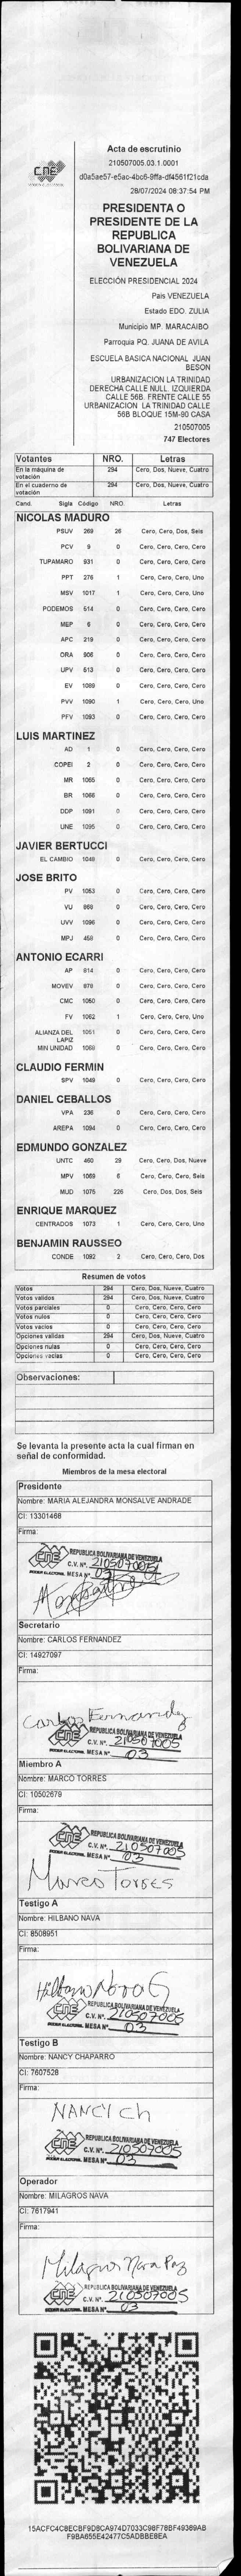 CNE
PODER ELECTORAL
Acta de escrutinio
210507005.03.1.0001
d0a5ae57-e5ac-4bc6-9ffa-df4561f21cda
28/07/2024 08:37:54 PM
PRESIDENTA O
PRESIDENTE DE LA
REPUBLICA
BOLIVARIANA DE
VENEZUELA
ELECCIÓN PRESIDENCIAL 2024
País VENEZUELA
Estado EDO. ZULIA
Municipio MP. MARACAIBO
Parroquia PQ. JUANA DE AVILA
ESCUELA BASICA NACIONAL JUAN
BESON
URBANIZACION LA TRINIDAD
DERECHA CALLE NULL. IZQUIERDA
CALLE 56B. FRENTE CALLE 55
URBANIZACION LA TRINIDAD CALLE
56B BLOQUE 15M-90 CASA
210507005
747 Electores
Votantes NRO. Letras
En la máquina de votación 294 Cero, Dos, Nueve, Cuatro
En el cuaderno de votación 294 Cero, Dos, Nueve, Cuatro
Cand. Sigla Código NRO. Letras
NICOLAS MADURO
PSUV 269 26 Cero, Cero, Dos, Seis
PCV 9 0 Cero, Cero, Cero, Cero
TUPAMARO 931 0 Cero, Cero, Cero, Cero
PPT 276 1 Cero, Cero, Cero, Uno
MSV 1017 1 Cero, Cero, Cero, Uno
PODEMOS 514 0 Cero, Cero, Cero, Cero
MEP 6 0 Cero, Cero, Cero, Cero
APC 219 0 Cero, Cero, Cero, Cero
ORA 906 0 Cero, Cero, Cero, Cero
UPV 513 0 Cero, Cero, Cero, Cero
EV 1089 0 Cero, Cero, Cero, Cero
PVV 1090 1 Cero, Cero, Cero, Uno
PFV 1093 0 Cero, Cero, Cero, Cero
LUIS MARTINEZ
AD 1 0 Cero, Cero, Cero, Cero
COPEI 2 0 Cero, Cero, Cero, Cero
MR 1065 0 Cero, Cero, Cero, Cero
BR 1066 0 Cero, Cero, Cero, Cero
DDP 1091 0 Cero, Cero, Cero, Cero
UNE 1095 0 Cero, Cero, Cero, Cero
JAVIER BERTUCCI
EL CAMBIO 1048 0 Cero, Cero, Cero, Cero
JOSE BRITO
PV 1053 0 Cero, Cero, Cero, Cero
VU 868 0 Cero, Cero, Cero, Cero
UVV 1096 0 Cero, Cero, Cero, Cero
MPJ 458 0 Cero, Cero, Cero, Cero
ANTONIO ECARRI
AP 814 0 Cero, Cero, Cero, Cero
MOVEV 878 0 Cero, Cero, Cero, Cero
CMC 1050 0 Cero, Cero, Cero, Cero
FV 1062 1 Cero, Cero, Cero, Uno
ALIANZA DEL LAPIZ 1051 0 Cero, Cero, Cero, Cero
MIN UNIDAD 1068 0 Cero, Cero, Cero, Cero
CLAUDIO FERMIN
SPV 1049 0 Cero, Cero, Cero, Cero
DANIEL CEBALLOS
VPA 236 0 Cero, Cero, Cero, Cero
AREPA 1094 0 Cero, Cero, Cero, Cero
EDMUNDO GONZALEZ
UNTC 460 29 Cero, Cero, Dos, Nueve
MPV 1069 6 Cero, Cero, Cero, Seis
MUD 1075 226 Cero, Dos, Dos, Seis
ENRIQUE MARQUEZ
CENTRADOS 1073 1 Cero, Cero, Cero, Uno
BENJAMIN RAUSSEO
CONDE 1092 2 Cero, Cero, Cero, Dos
Resumen de votos
Votos 294 Cero, Dos, Nueve, Cuatro
Votos validos 294 Cero, Dos, Nueve, Cuatro
Votos parciales 0 Cero, Cero, Cero, Cero
Votos nulos 0 Cero, Cero, Cero, Cero
Votos vacíos 0 Cero, Cero, Cero, Cero
Opciones validas 294 Cero, Dos, Nueve, Cuatro
Opciones nulas 0 Cero, Cero, Cero, Cero
Opciones vacías 0 Cero, Cero, Cero, Cero
Observaciones:
Se levanta la presente acta la cual firman en
señal de conformidad.
Miembros de la mesa electoral
Presidente
Nombre: MARIA ALEJANDRA MONSALVE ANDRADE
CI: 13301468
Firma:
CNE REPUBLICA BOLIVARIANA DE VENEZUELA
C.V. Nº. 210507005
PODER ELECTORAL MESA Nº 03
Secretario
Nombre: CARLOS FERNANDEZ
CI: 14927097
Firma:
Carlos Fernandez
CNE REPUBLICA BOLIVARIANA DE VENEZUELA
C.V. Nº. 210507005
PODER ELECTORAL MESA Nº 03
Miembro A
Nombre: MARCO TORRES
CI: 10502679
Firma:
CNE REPUBLICA BOLIVARIANA DE VENEZUELA
C.V. Nº. 210507005
PODER ELECTORAL MESA Nº 03
Marco Torres
Testigo A
Nombre: HILBANO NAVA
CI: 8508951
Firma:
Hilbano Nava G
CNE REPUBLICA BOLIVARIANA DE VENEZUELA
C.V. Nº. 210507005
PODER ELECTORAL MESA Nº 03
Testigo B
Nombre: NANCY CHAPARRO
CI: 7607528
Firma:
NANCY Ch
CNE REPUBLICA BOLIVARIANA DE VENEZUELA
C.V. Nº. 210507005
PODER ELECTORAL MESA Nº 03
Operador
Nombre: MILAGROS NAVA
CI: 7617941
Firma:
Milagros Nava Paz
CNE REPUBLICA BOLIVARIANA DE VENEZUELA
C.V. Nº. 210507005
PODER ELECTORAL MESA Nº 03
15ACFC4C8ECBF9D8CA974D7033C98F78BF49389AB
F9BA655E42477C5ADBBE8EA